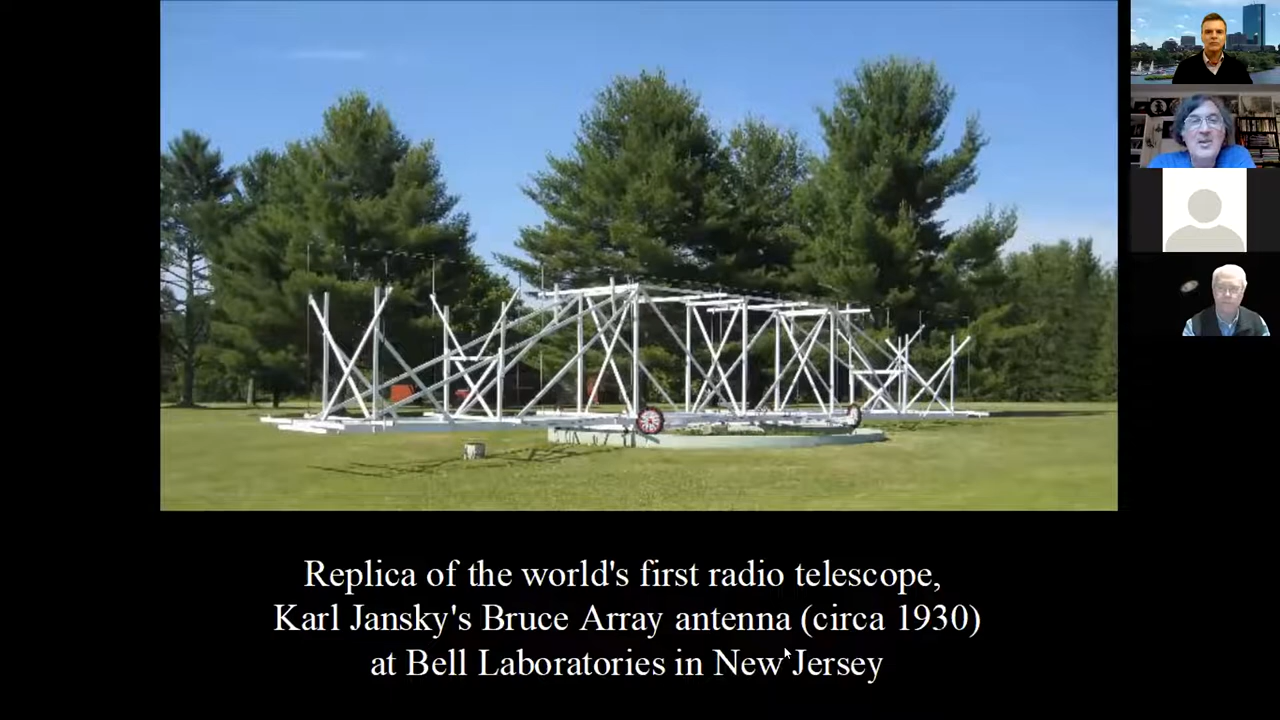 Replica of the world's first radio telescope,
Karl Jansky's Bruce Array antenna (circa 1930)
at Bell Laboratories in New Jersey